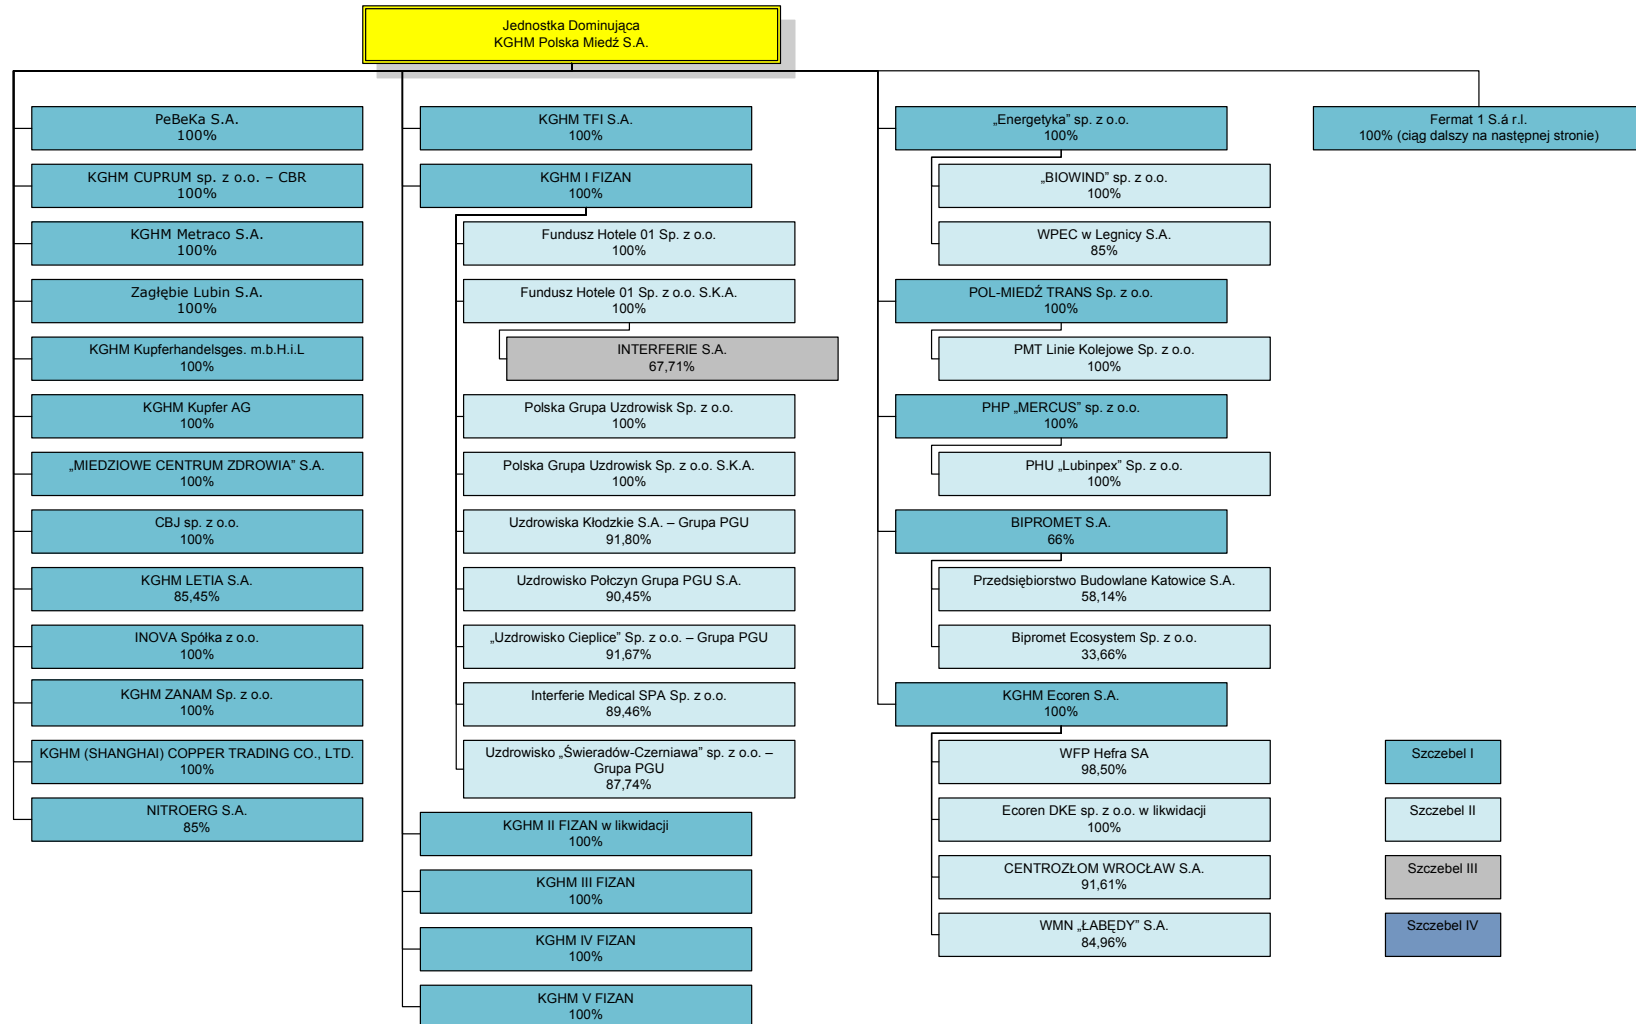 Jednostka Dominująca
KGHM Polska Miedź S.A.
PeBeKa S.A.
100%
KGHM CUPRUM sp. z o.o. – CBR
100%
KGHM Metraco S.A.
100%
Zagłębie Lubin S.A.
100%
KGHM Kupferhandelsges. m.b.H.i.L
100%
KGHM Kupfer AG
100%
„MIEDZIOWE CENTRUM ZDROWIA” S.A.
100%
CBJ sp. z o.o.
100%
KGHM LETIA S.A.
85,45%
INOVA Spółka z o.o.
100%
KGHM ZANAM Sp. z o.o.
100%
KGHM (SHANGHAI) COPPER TRADING CO., LTD.
100%
NITROERG S.A.
85%
KGHM TFI S.A.
100%
KGHM I FIZAN
100%
Fundusz Hotele 01 Sp. z o.o.
100%
Fundusz Hotele 01 Sp. z o.o. S.K.A.
100%
INTERFERIE S.A.
67,71%
Polska Grupa Uzdrowisk Sp. z o.o.
100%
Polska Grupa Uzdrowisk Sp. z o.o. S.K.A.
100%
Uzdrowiska Kłodzkie S.A. – Grupa PGU
91,80%
Uzdrowisko Połczyn Grupa PGU S.A.
90,45%
„Uzdrowisko Cieplice” Sp. z o.o. – Grupa PGU
91,67%
Interferie Medical SPA Sp. z o.o.
89,46%
Uzdrowisko „Świeradów-Czerniawa” sp. z o.o. –
Grupa PGU
87,74%
KGHM II FIZAN w likwidacji
100%
KGHM III FIZAN
100%
KGHM IV FIZAN
100%
KGHM V FIZAN
100%
„Energetyka” sp. z o.o.
100%
„BIOWIND” sp. z o.o.
100%
WPEC w Legnicy S.A.
85%
POL-MIEDŹ TRANS Sp. z o.o.
100%
PMT Linie Kolejowe Sp. z o.o.
100%
PHP „MERCUS” sp. z o.o.
100%
PHU „Lubinpex” Sp. z o.o.
100%
BIPROMET S.A.
66%
Przedsiębiorstwo Budowlane Katowice S.A.
58,14%
Bipromet Ecosystem Sp. z o.o.
33,66%
KGHM Ecoren S.A.
100%
WFP Hefra SA
98,50%
Ecoren DKE sp. z o.o. w likwidacji
100%
CENTROZŁOM WROCŁAW S.A.
91,61%
WMN „ŁABĘDY” S.A.
84,96%
Fermat 1 S.á r.l.
100% (ciąg dalszy na następnej stronie)
Szczebel I
Szczebel II
Szczebel III
Szczebel IV